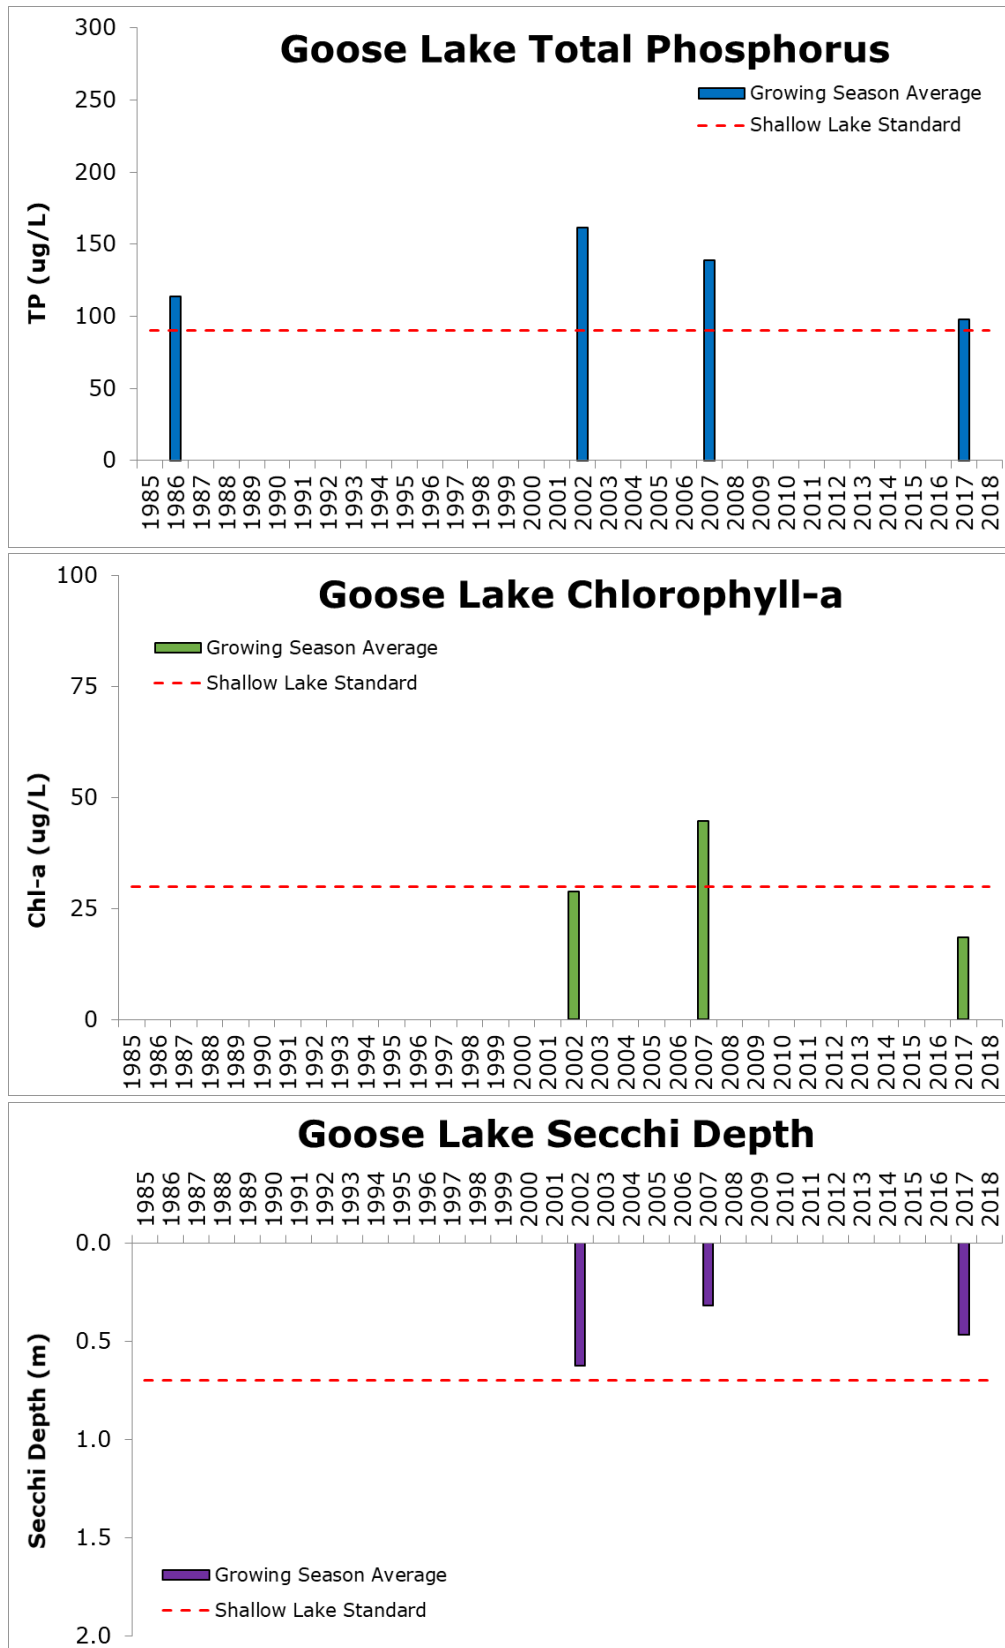 Goose Lake Total Phosphorus
Growing Season Average
Shallow Lake Standard
TP (ug/L)
300
250
200
150
100
50
0
1985 1986 1987 1988 1989 1990 1991 1992 1993 1994 1995 1996 1997 1998 1999 2000 2001 2002 2003 2004 2005 2006 2007 2008 2009 2010 2011 2012 2013 2014 2015 2016 2017 2018
Goose Lake Chlorophyll-a
Growing Season Average
Shallow Lake Standard
Chl-a (ug/L)
100
75
50
25
0
1985 1986 1987 1988 1989 1990 1991 1992 1993 1994 1995 1996 1997 1998 1999 2000 2001 2002 2003 2004 2005 2006 2007 2008 2009 2010 2011 2012 2013 2014 2015 2016 2017 2018
Goose Lake Secchi Depth
1985 1986 1987 1988 1989 1990 1991 1992 1993 1994 1995 1996 1997 1998 1999 2000 2001 2002 2003 2004 2005 2006 2007 2008 2009 2010 2011 2012 2013 2014 2015 2016 2017 2018
Secchi Depth (m)
0.0
0.5
1.0
1.5
2.0
Growing Season Average
Shallow Lake Standard